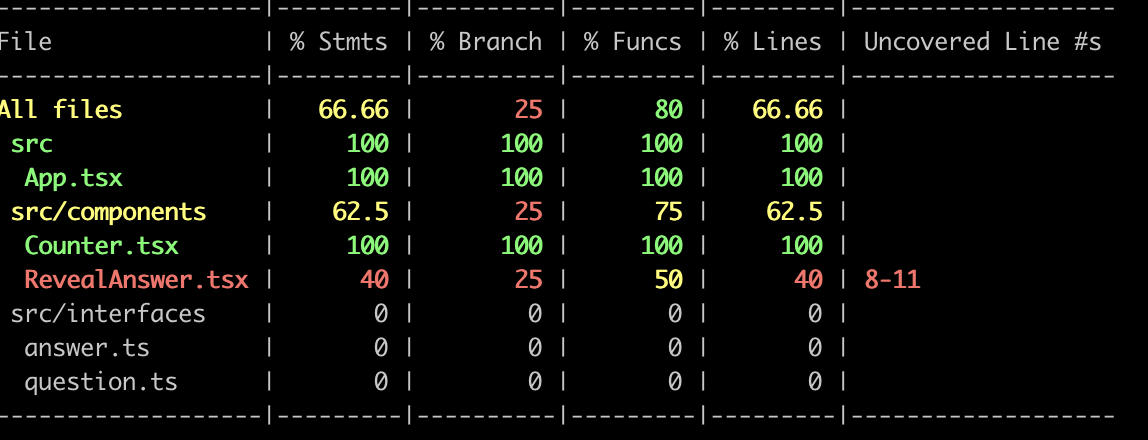 -------------------|---------|----------|---------|---------|-------------------
File | % Stmts | % Branch | % Funcs | % Lines | Uncovered Line #s
-------------------|---------|----------|---------|---------|-------------------
All files | 66.66 | 25 | 80 | 66.66 |
src | 100 | 100 | 100 | 100 |
App.tsx | 100 | 100 | 100 | 100 |
src/components | 62.5 | 25 | 75 | 62.5 |
Counter.tsx | 100 | 100 | 100 | 100 |
RevealAnswer.tsx | 40 | 25 | 50 | 40 | 8-11
src/interfaces | 0 | 0 | 0 | 0 |
answer.ts | 0 | 0 | 0 | 0 |
question.ts | 0 | 0 | 0 | 0 |
-------------------|---------|----------|---------|---------|-------------------